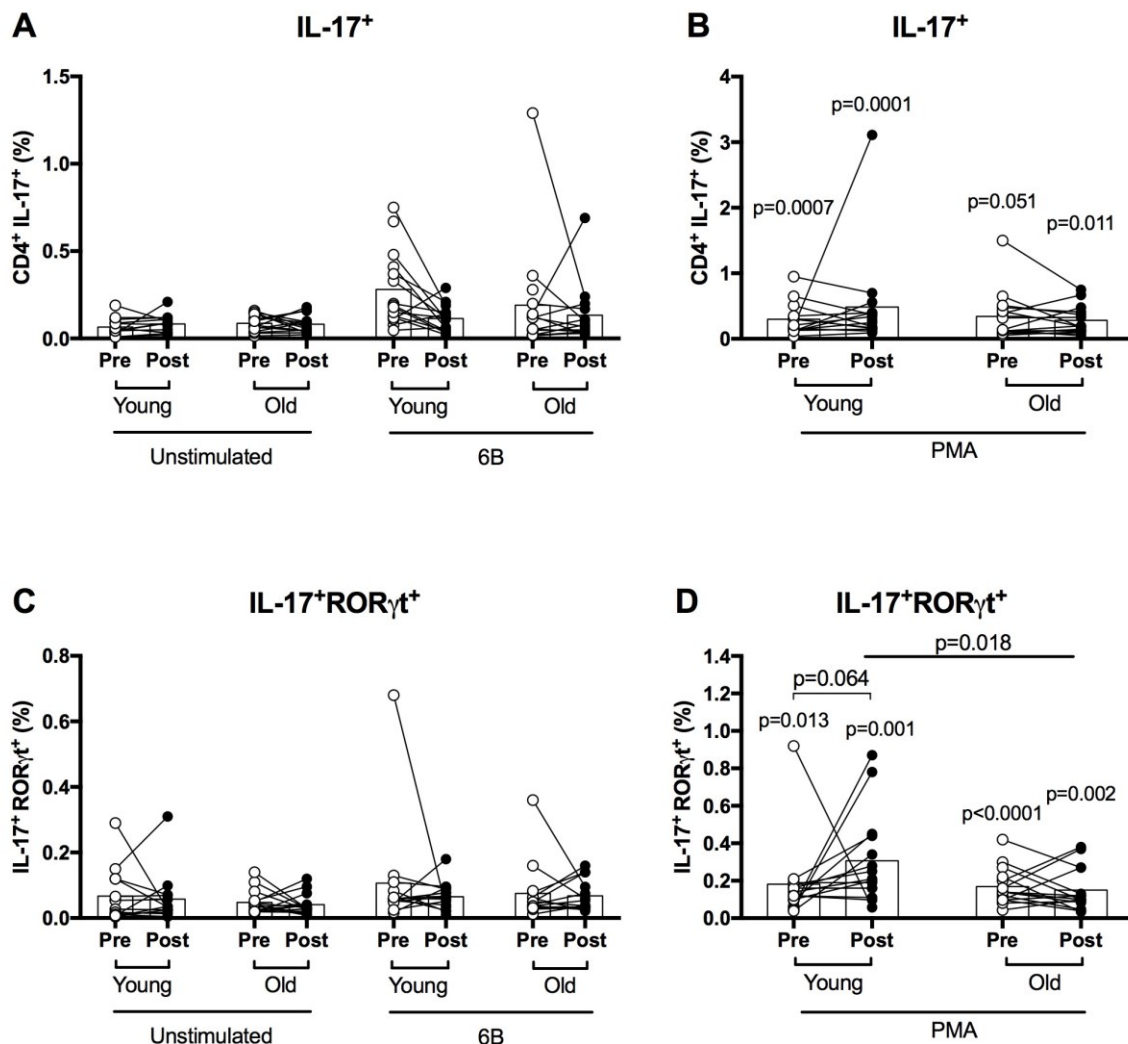 A
IL-17⁺
CD4⁺ IL-17⁺ (%)
1.5
1.0
0.5
0.0
Pre Post Pre Post Pre Post Pre Post
Young Old Young Old
Unstimulated 6B
B
IL-17⁺
CD4⁺ IL-17⁺ (%)
4
3
2
1
0
p=0.0001
p=0.0007
p=0.051
p=0.011
Pre Post Pre Post
Young Old
PMA
C
IL-17⁺RORγt⁺
IL-17⁺ RORγt⁺ (%)
0.8
0.6
0.4
0.2
0.0
Pre Post Pre Post Pre Post Pre Post
Young Old Young Old
Unstimulated 6B
D
IL-17⁺RORγt⁺
IL-17⁺ RORγt⁺ (%)
1.4
1.2
1.0
0.8
0.6
0.4
0.2
0.0
p=0.018
p=0.064
p=0.013
p=0.001
p<0.0001
p=0.002
Pre Post Pre Post
Young Old
PMA